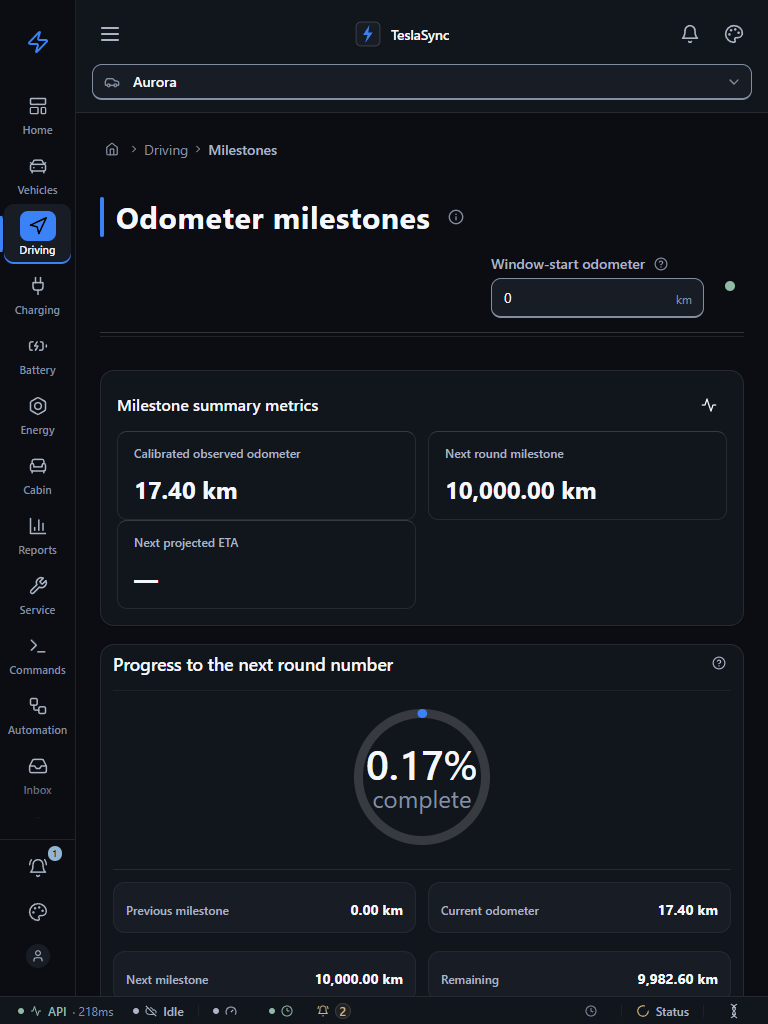 TeslaSync
Aurora
Home
Vehicles
Driving
Charging
Battery
Energy
Cabin
Reports
Service
Commands
Automation
Inbox
1
Driving > Milestones
Odometer milestones
Window-start odometer
0 km
Milestone summary metrics
Calibrated observed odometer
17.40 km
Next round milestone
10,000.00 km
Next projected ETA
—
Progress to the next round number
0.17%
complete
Previous milestone 0.00 km
Current odometer 17.40 km
Next milestone 10,000.00 km
Remaining 9,982.60 km
API · 218ms Idle 2 Status